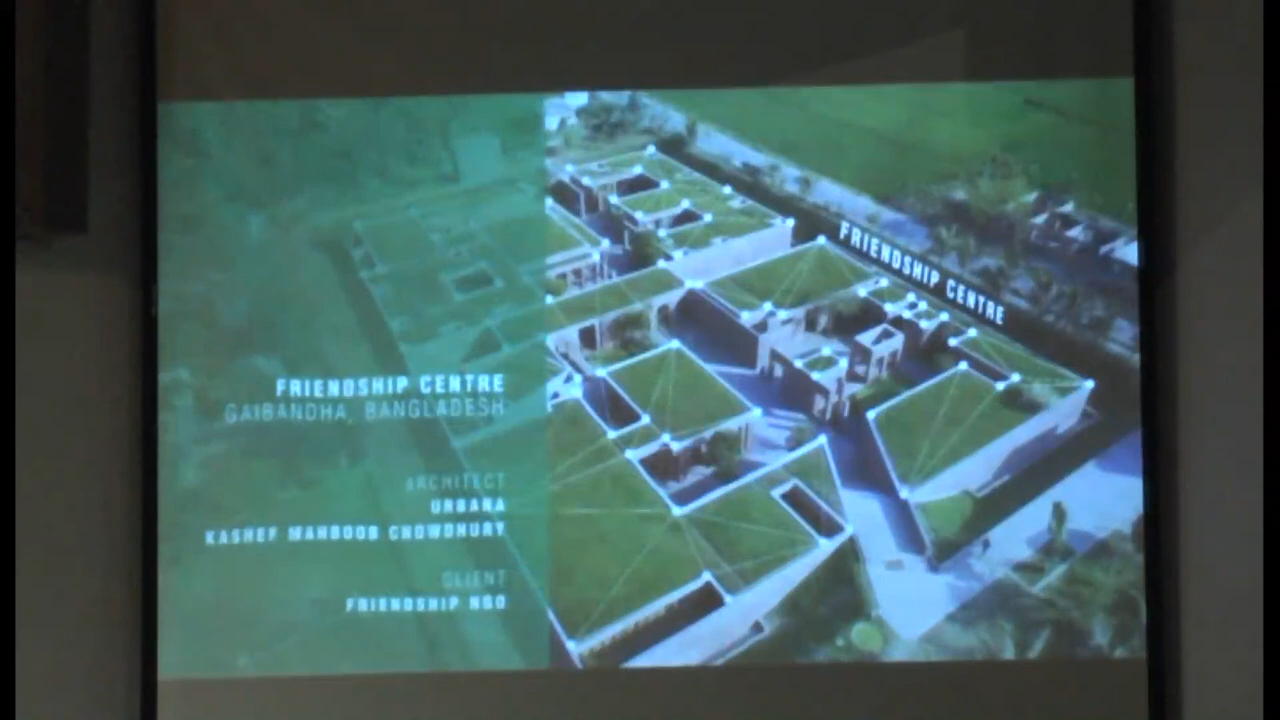 FRIENDSHIP CENTRE
FRIENDSHIP CENTRE
GAIBANDHA, BANGLADESH
ARCHITECT
URBANA
KASHEF MAHBOOB CHOWDHURY
CLIENT
FRIENDSHIP NGO